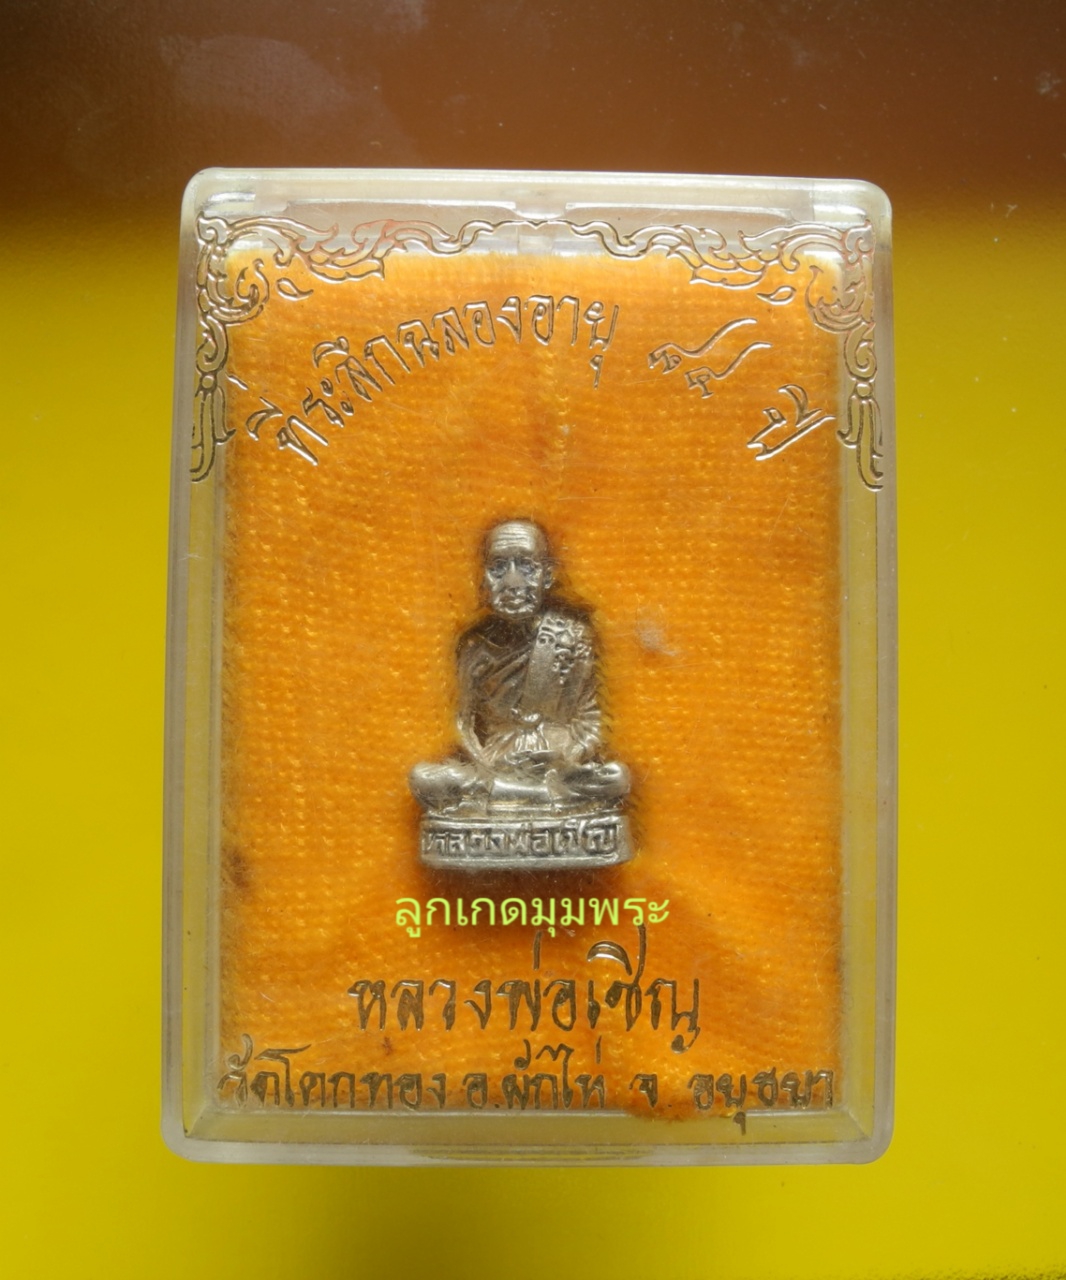 ที่ระลึกฉลองอายุ ๘๘ ปี
หลวงพ่อเชิญ
ลูกเกดมุมพระ
หลวงพ่อเชิญ
วัดโคกทอง อ.ผักไห่ จ อยุธยา